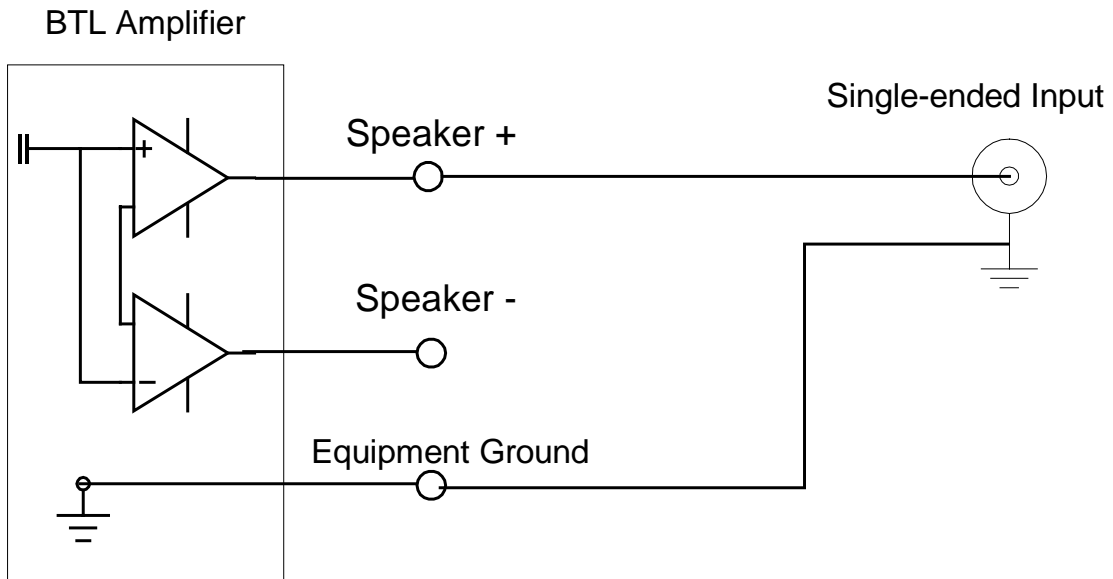 BTL Amplifier
Single-ended Input
Speaker +
+
Speaker -
−
Equipment Ground